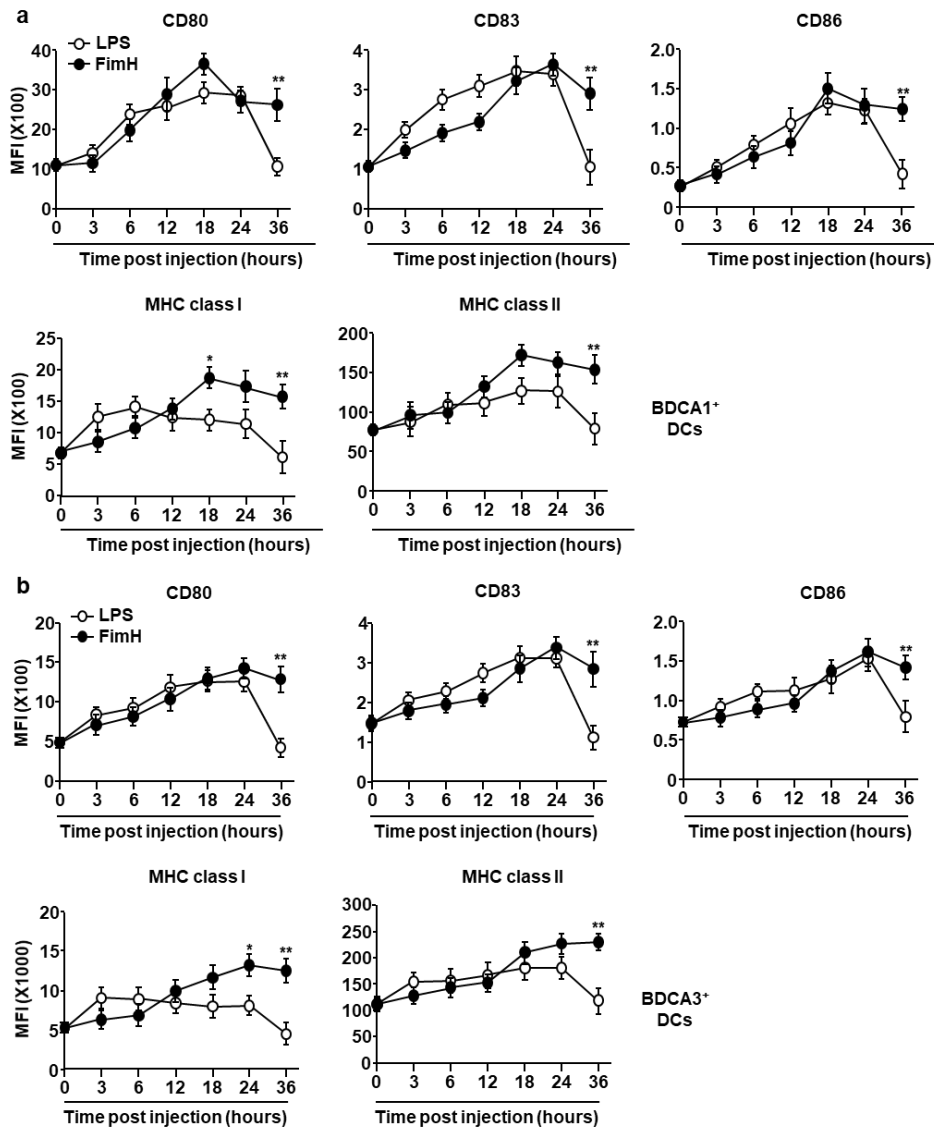 a
CD80
CD83
CD86
LPS
FimH
MFI (X100)
40
30
20
10
0
**
0 3 6 12 18 24 36
Time post injection (hours)
4
3
2
1
0
**
0 3 6 12 18 24 36
Time post injection (hours)
2.0
1.5
1.0
0.5
0
**
0 3 6 12 18 24 36
Time post injection (hours)
MHC class I
MHC class II
MFI (X100)
25
20
15
10
5
0
*
**
0 3 6 12 18 24 36
Time post injection (hours)
200
150
100
50
0
**
0 3 6 12 18 24 36
Time post injection (hours)
BDCA1⁺
DCs
b
CD80
CD83
CD86
LPS
FimH
MFI (X100)
20
15
10
5
0
**
0 3 6 12 18 24 36
Time post injection (hours)
4
3
2
1
0
**
0 3 6 12 18 24 36
Time post injection (hours)
2.0
1.5
1.0
0.5
0
**
0 3 6 12 18 24 36
Time post injection (hours)
MHC class I
MHC class II
MFI (X1000)
20
15
10
5
0
*
**
0 3 6 12 18 24 36
Time post injection (hours)
300
250
200
150
100
50
0
**
0 3 6 12 18 24 36
Time post injection (hours)
BDCA3⁺
DCs